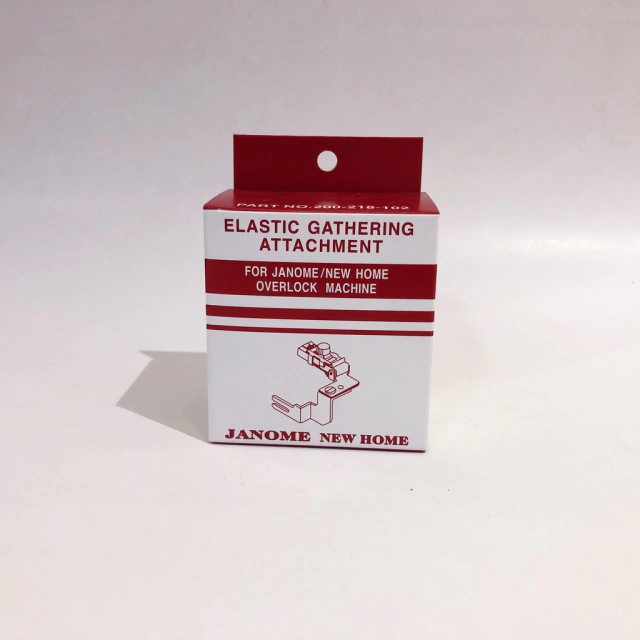 PART NO.200-218-102
ELASTIC GATHERING
ATTACHMENT
FOR JANOME/NEW HOME
OVERLOCK MACHINE
JANOME NEW HOME